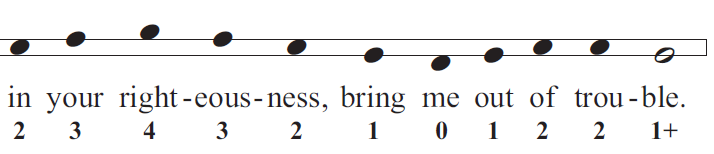 in your right-eous-ness, bring me out of trou-ble.
2 3 4 3 2 1 0 1 2 2 1+